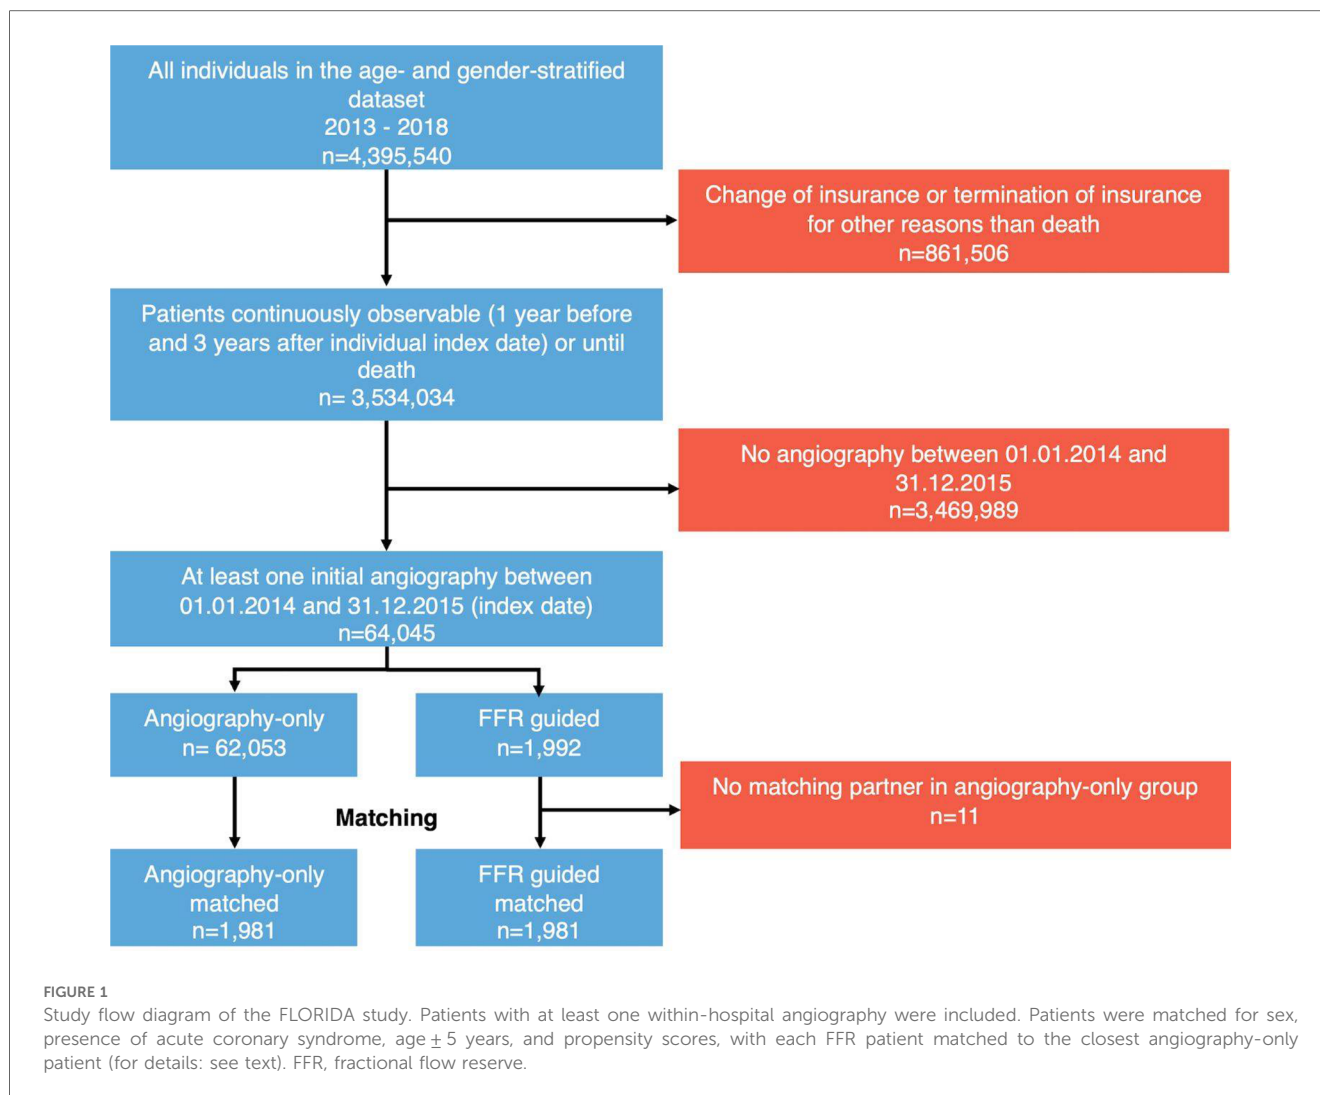 All individuals in the age- and gender-stratified
dataset
2013 - 2018
n=4,395,540
Change of insurance or termination of insurance
for other reasons than death
n=861,506
Patients continuously observable (1 year before
and 3 years after individual index date) or until
death
n= 3,534,034
No angiography between 01.01.2014 and
31.12.2015
n=3,469,989
At least one initial angiography between
01.01.2014 and 31.12.2015 (index date)
n=64,045
Angiography-only
n= 62,053
FFR guided
n=1,992
No matching partner in angiography-only group
n=11
Matching
Angiography-only
matched
n=1,981
FFR guided
matched
n=1,981
FIGURE 1
Study flow diagram of the FLORIDA study. Patients with at least one within-hospital angiography were included. Patients were matched for sex,
presence of acute coronary syndrome, age ± 5 years, and propensity scores, with each FFR patient matched to the closest angiography-only
patient (for details: see text). FFR, fractional flow reserve.